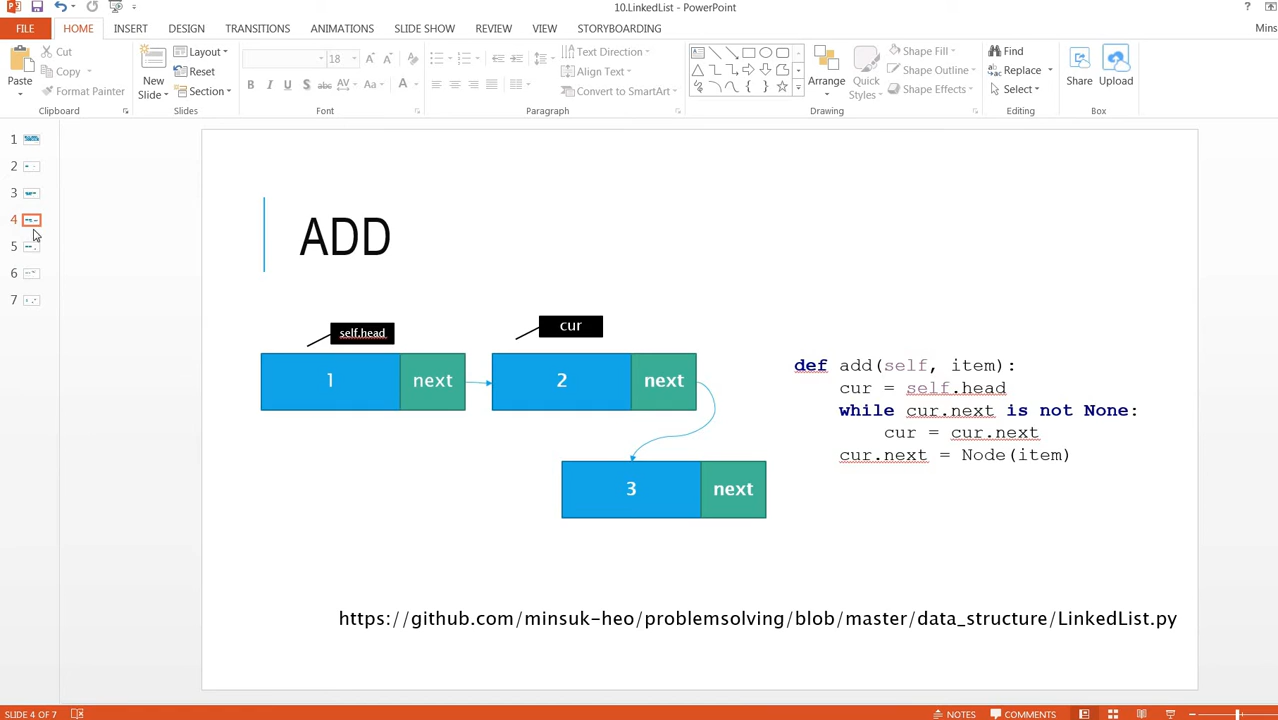 10.LinkedList - PowerPoint
?
FILE HOME INSERT DESIGN TRANSITIONS ANIMATIONS SLIDE SHOW REVIEW VIEW STORYBOARDING
Mins
Paste
Cut
Copy
Format Painter
Clipboard
New
Slide
Layout
Reset
Section
Slides
18
B I U S abc AV Aa A
Font
Text Direction
Align Text
Convert to SmartArt
Paragraph
Arrange
Quick
Styles
Shape Fill
Shape Outline
Shape Effects
Drawing
Find
Replace
Select
Editing
Share
Upload
Box
1
2
3
4
5
6
7
ADD
self.head
cur
1 next
2 next
3 next
def add(self, item):
cur = self.head
while cur.next is not None:
cur = cur.next
cur.next = Node(item)
https://github.com/minsuk-heo/problemsolving/blob/master/data_structure/LinkedList.py
SLIDE 4 OF 7
NOTES
COMMENTS